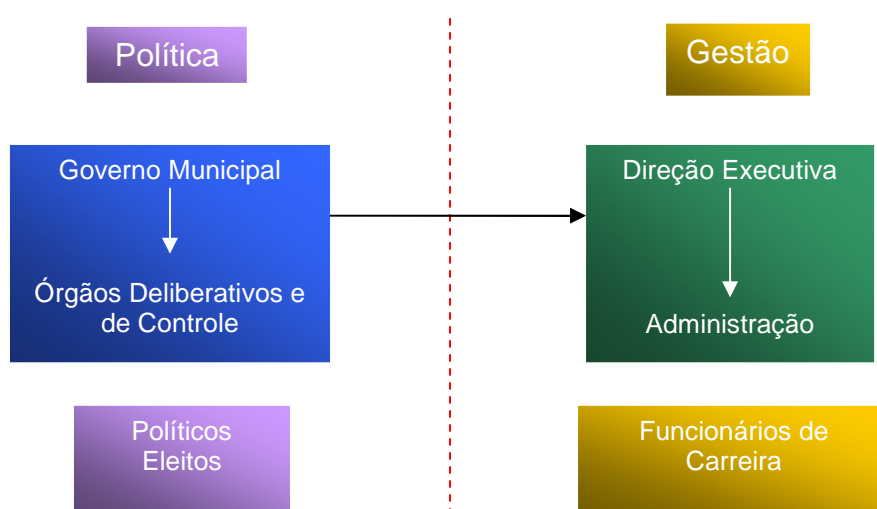 Política
Gestão
Governo Municipal
Órgãos Deliberativos e
de Controle
Direção Executiva
Administração
Políticos
Eleitos
Funcionários de
Carreira